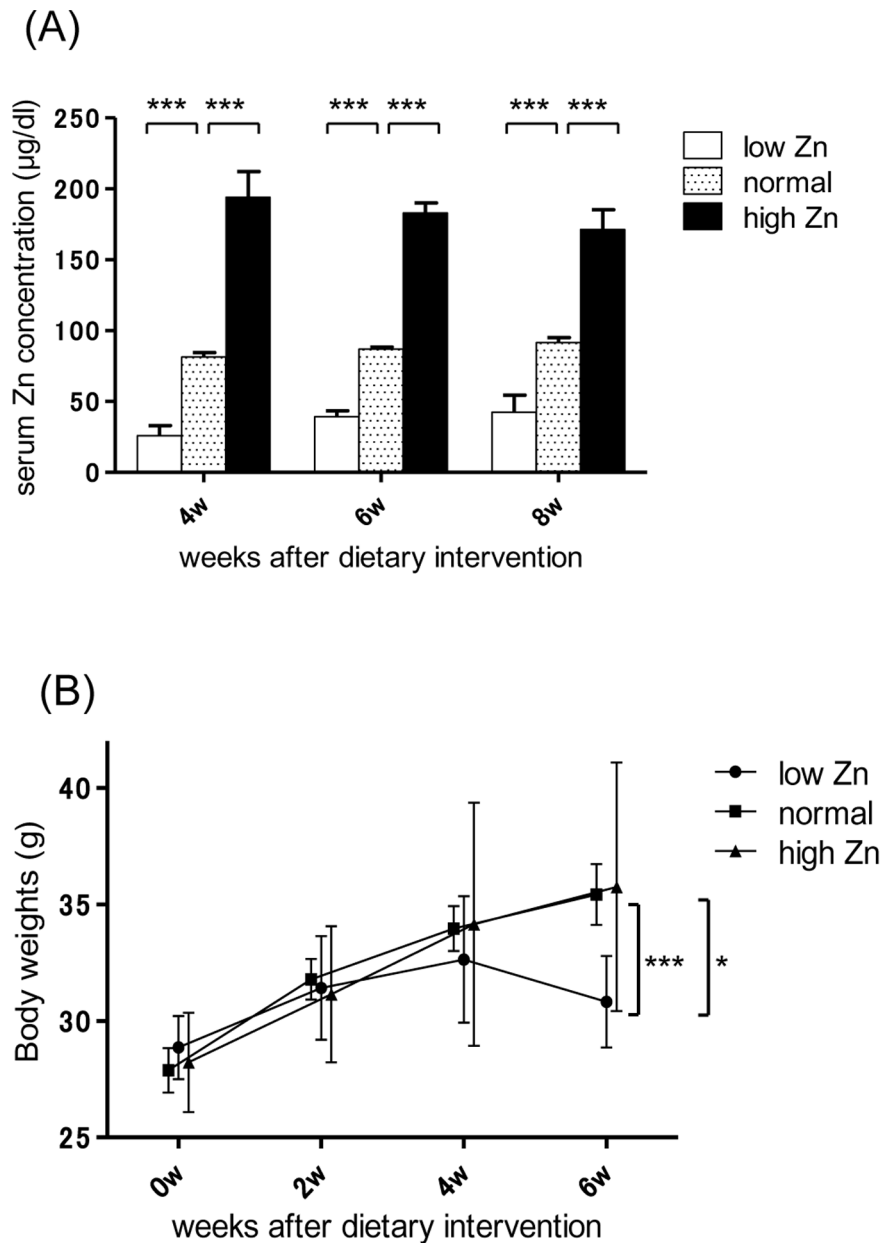 (A)
*** *** *** *** *** ***
250
200
150
100
50
0
serum Zn concentration (µg/dl)
low Zn
normal
high Zn
4w 6w 8w
weeks after dietary intervention
(B)
40
35
30
25
Body weights (g)
low Zn
normal
high Zn
*** *
0w 2w 4w 6w
weeks after dietary intervention